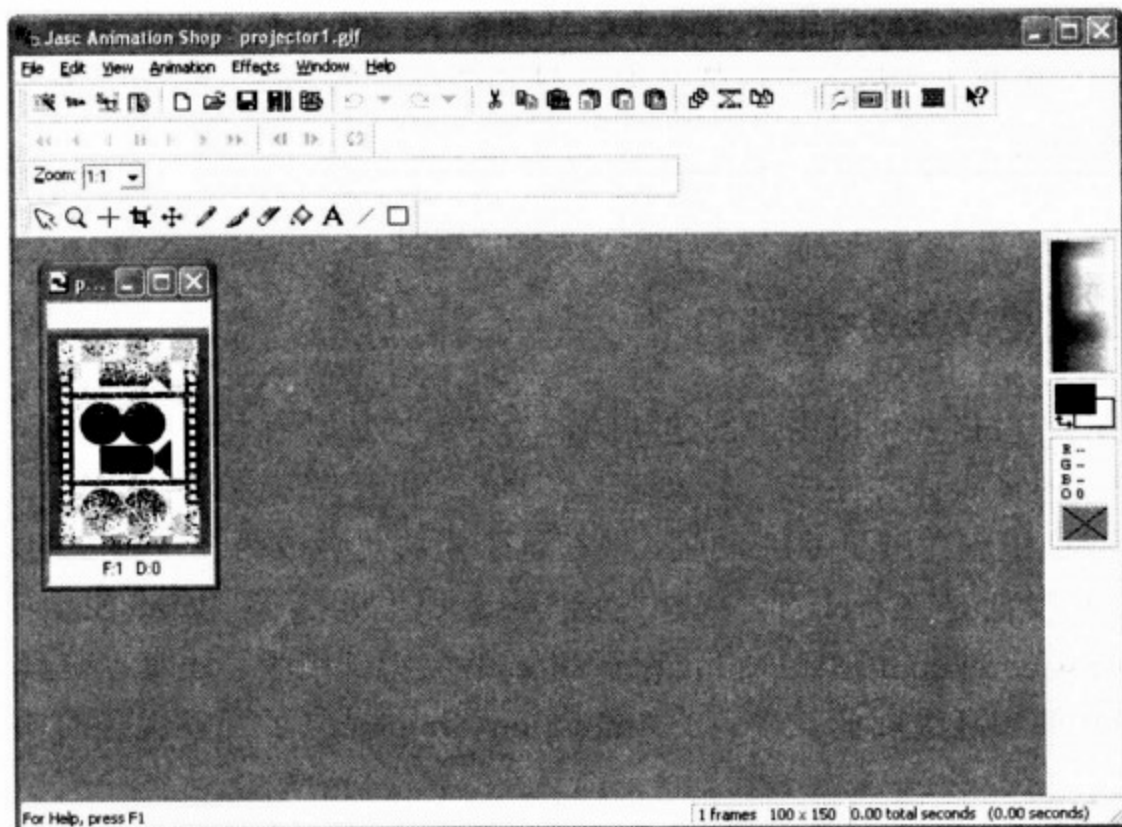 Jasc Animation Shop - projector1.gif
File Edit View Animation Effects Window Help
Zoom: 1:1
A
p...
F:1 D:0
R --
G --
B --
O 0
For Help, press F1
1 frames 100 x 150 0.00 total seconds (0.00 seconds)